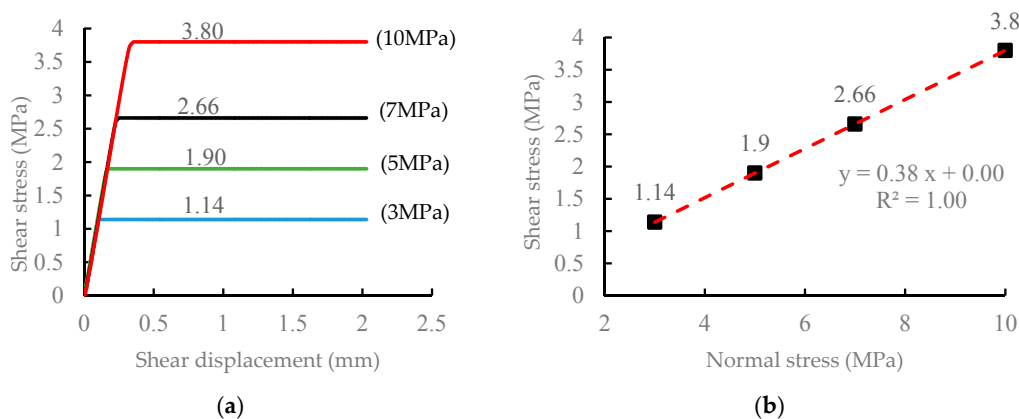 4
3.5
3
2.5
2
1.5
1
0.5
0
Shear stress (MPa)
3.80
(10MPa)
2.66
(7MPa)
1.90
(5MPa)
1.14
(3MPa)
0 0.5 1 1.5 2 2.5
Shear displacement (mm)
(a)
4
3.5
3
2.5
2
1.5
1
0.5
0
Shear stress (MPa)
3.8
2.66
1.9
1.14
y = 0.38 x + 0.00
R² = 1.00
2 4 6 8 10
Normal stress (MPa)
(b)